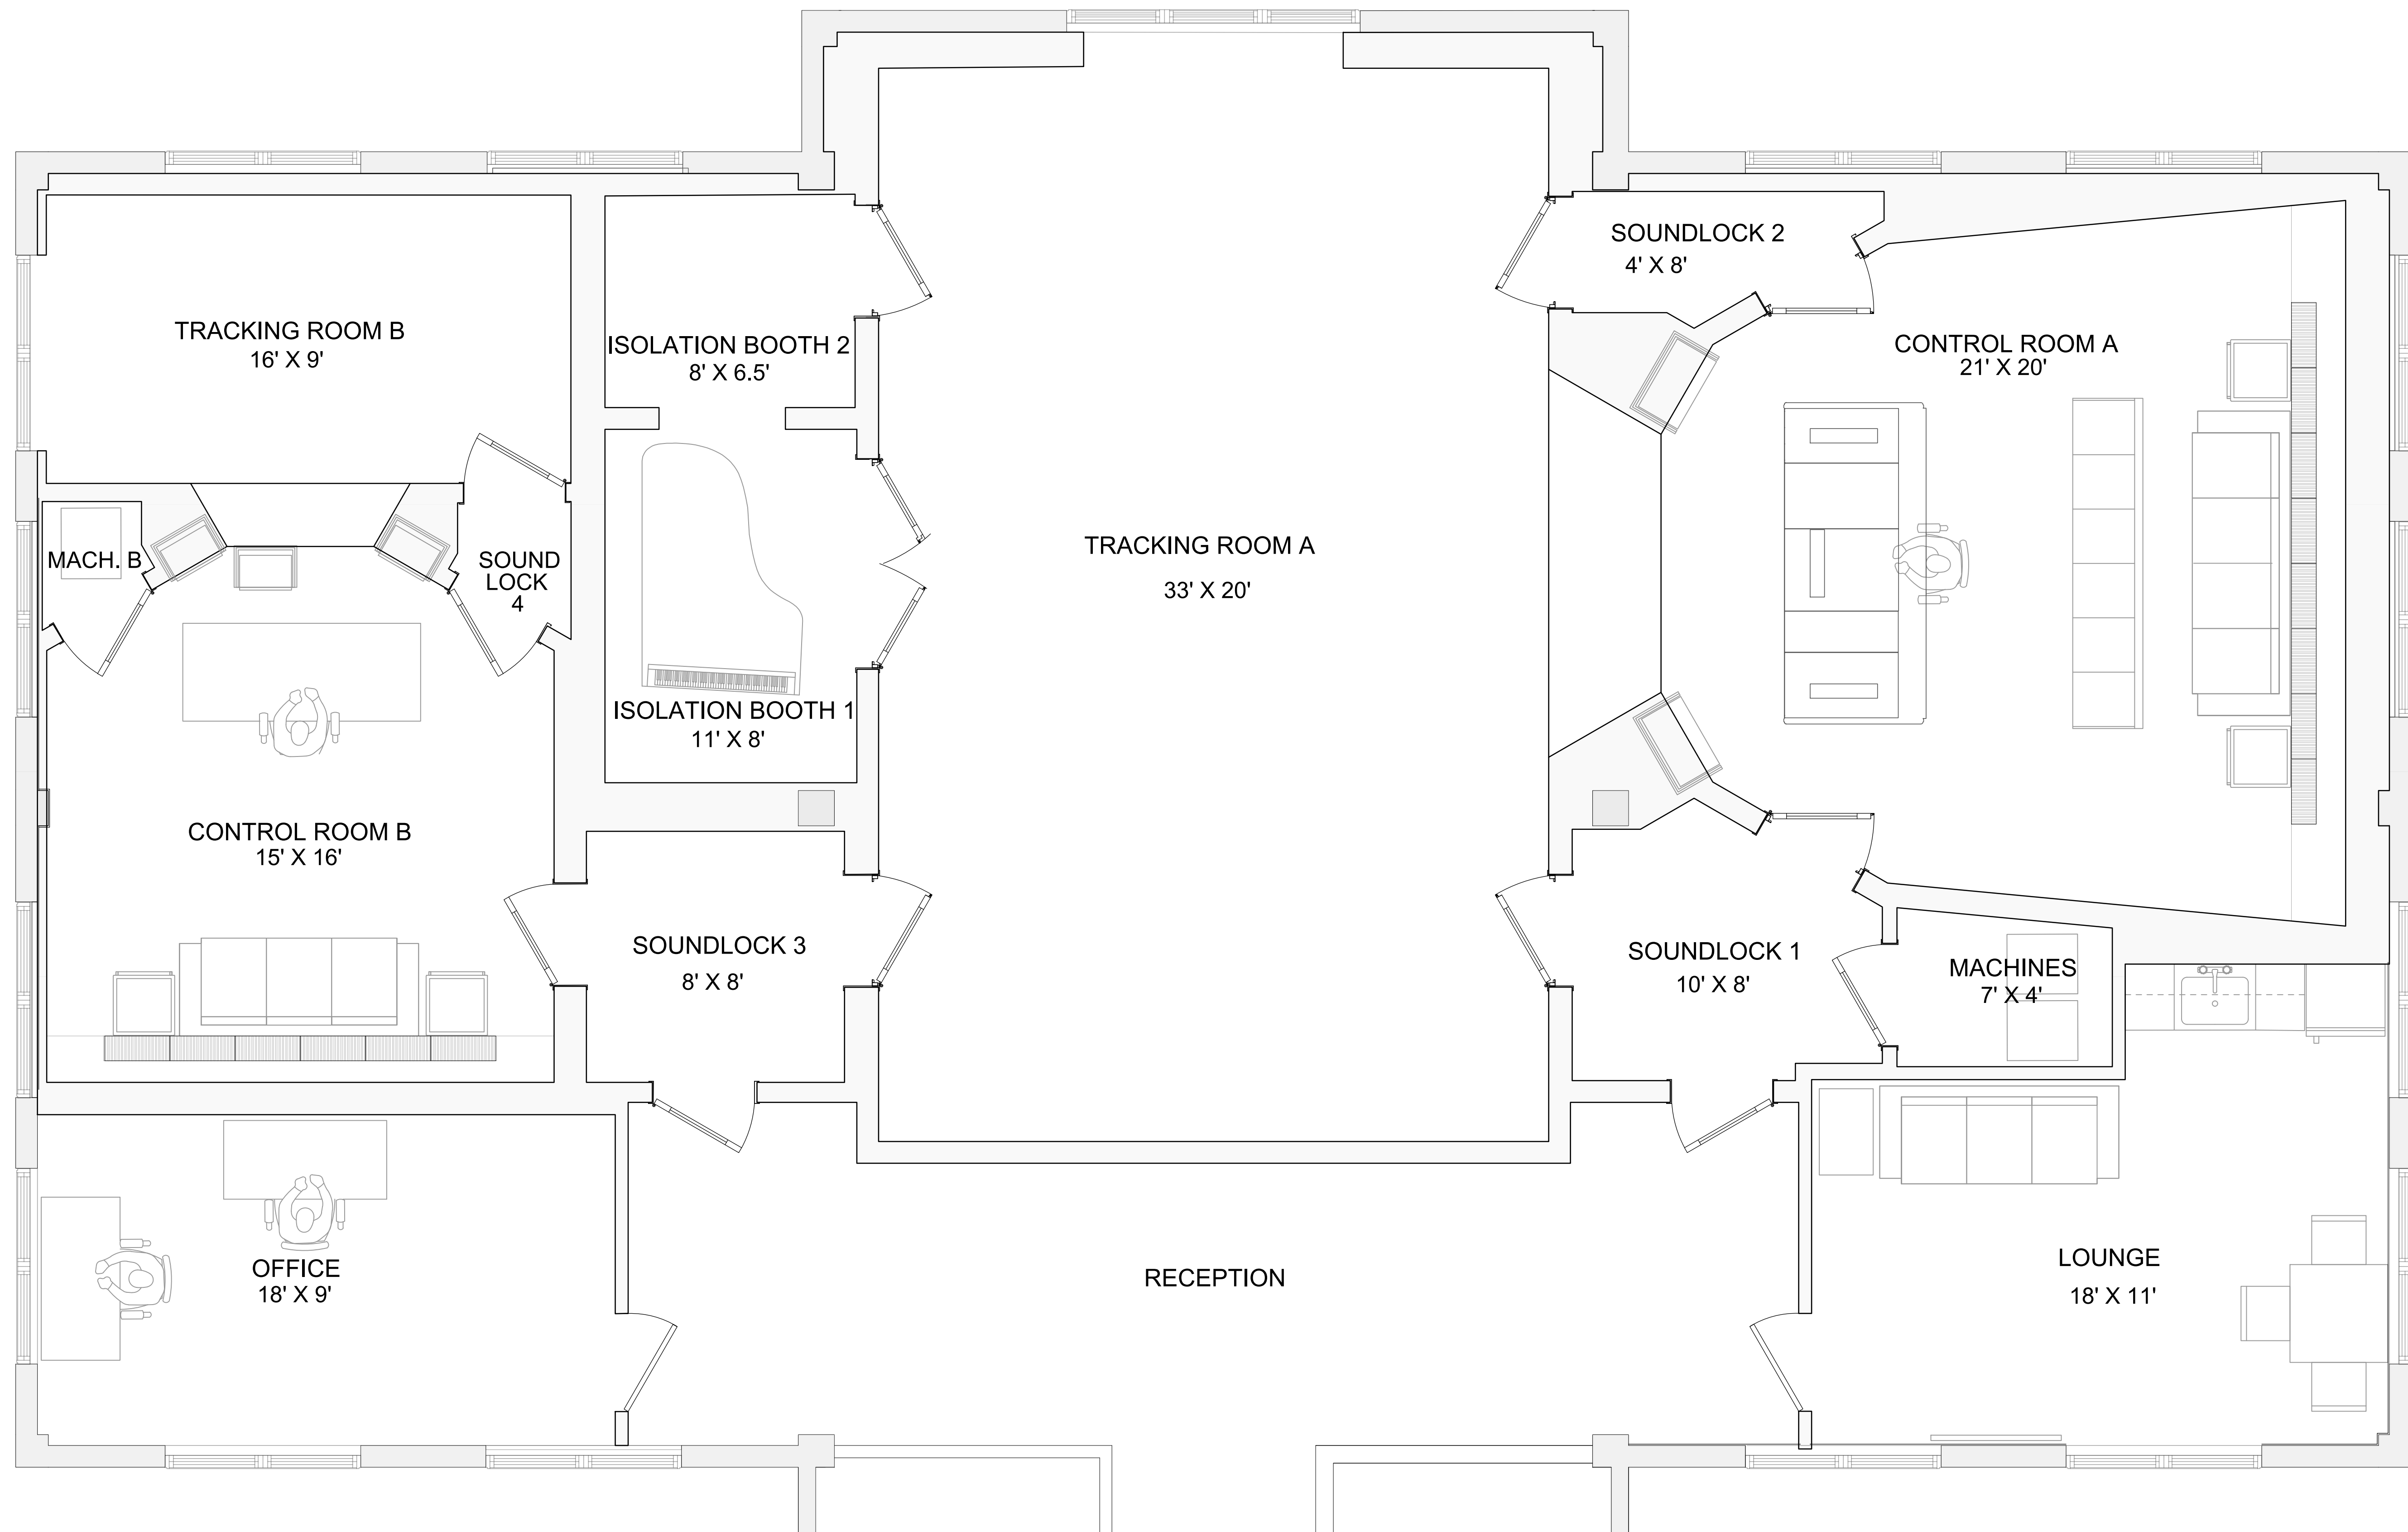 SOUNDLOCK 2
4' X 8'
TRACKING ROOM B
16' X 9'
ISOLATION BOOTH 2
8' X 6.5'
CONTROL ROOM A
21' X 20'
MACH. B
SOUND
LOCK
4
TRACKING ROOM A
33' X 20'
ISOLATION BOOTH 1
11' X 8'
CONTROL ROOM B
15' X 16'
SOUNDLOCK 3
8' X 8'
SOUNDLOCK 1
10' X 8'
MACHINES
7' X 4'
OFFICE
18' X 9'
RECEPTION
LOUNGE
18' X 11'